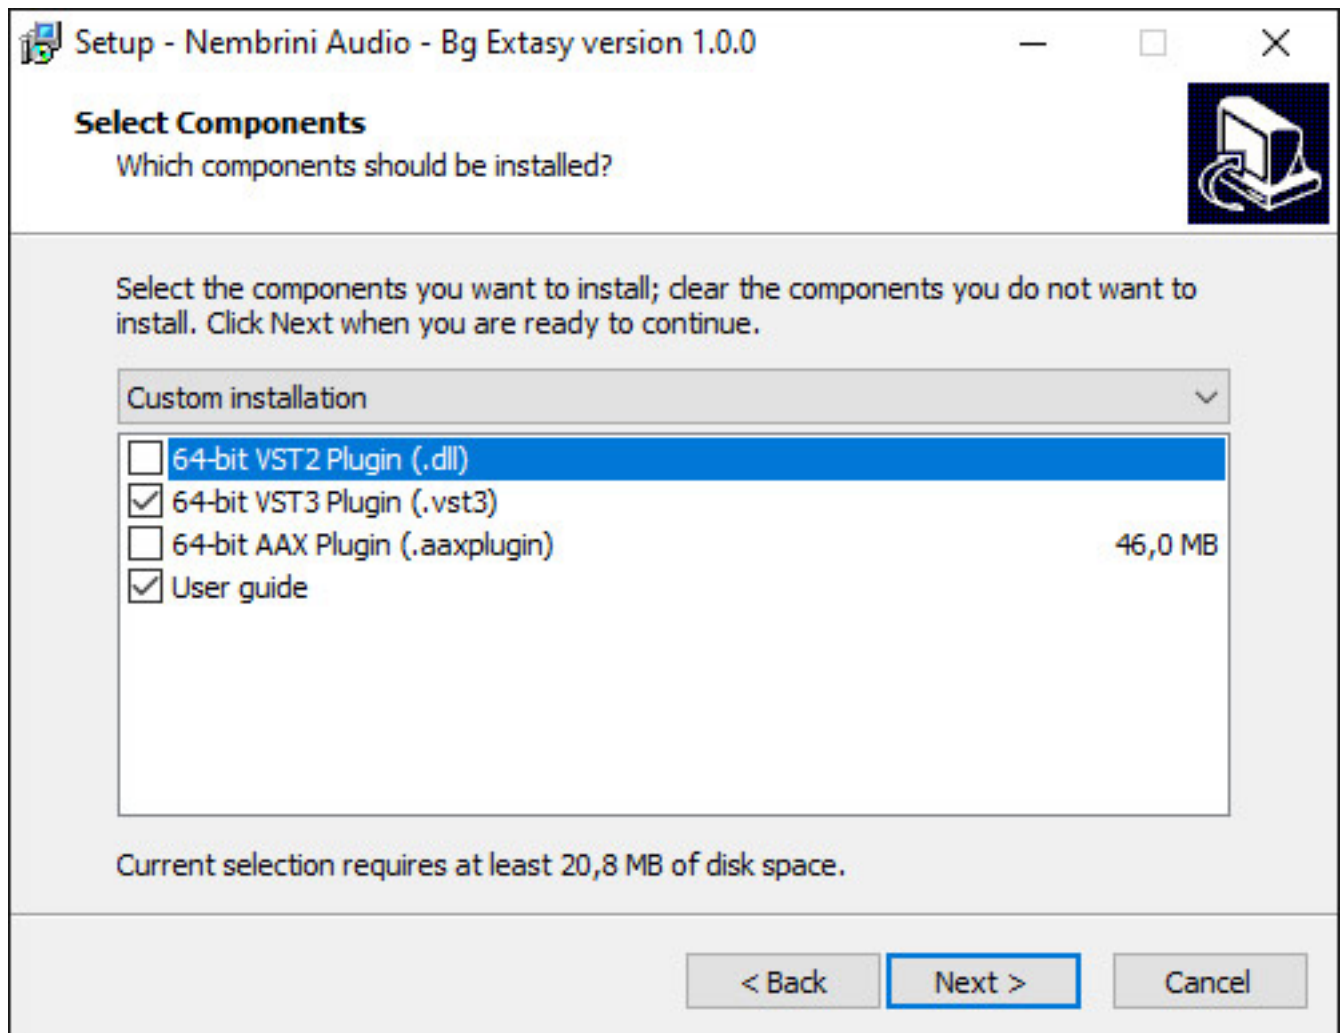 Setup - Nembrini Audio - Bg Extasy version 1.0.0
Select Components
Which components should be installed?
Select the components you want to install; clear the components you do not want to
install. Click Next when you are ready to continue.
Custom installation
64-bit VST2 Plugin (.dll)
64-bit VST3 Plugin (.vst3)
64-bit AAX Plugin (.aaxplugin) 46,0 MB
User guide
Current selection requires at least 20,8 MB of disk space.
< Back Next > Cancel